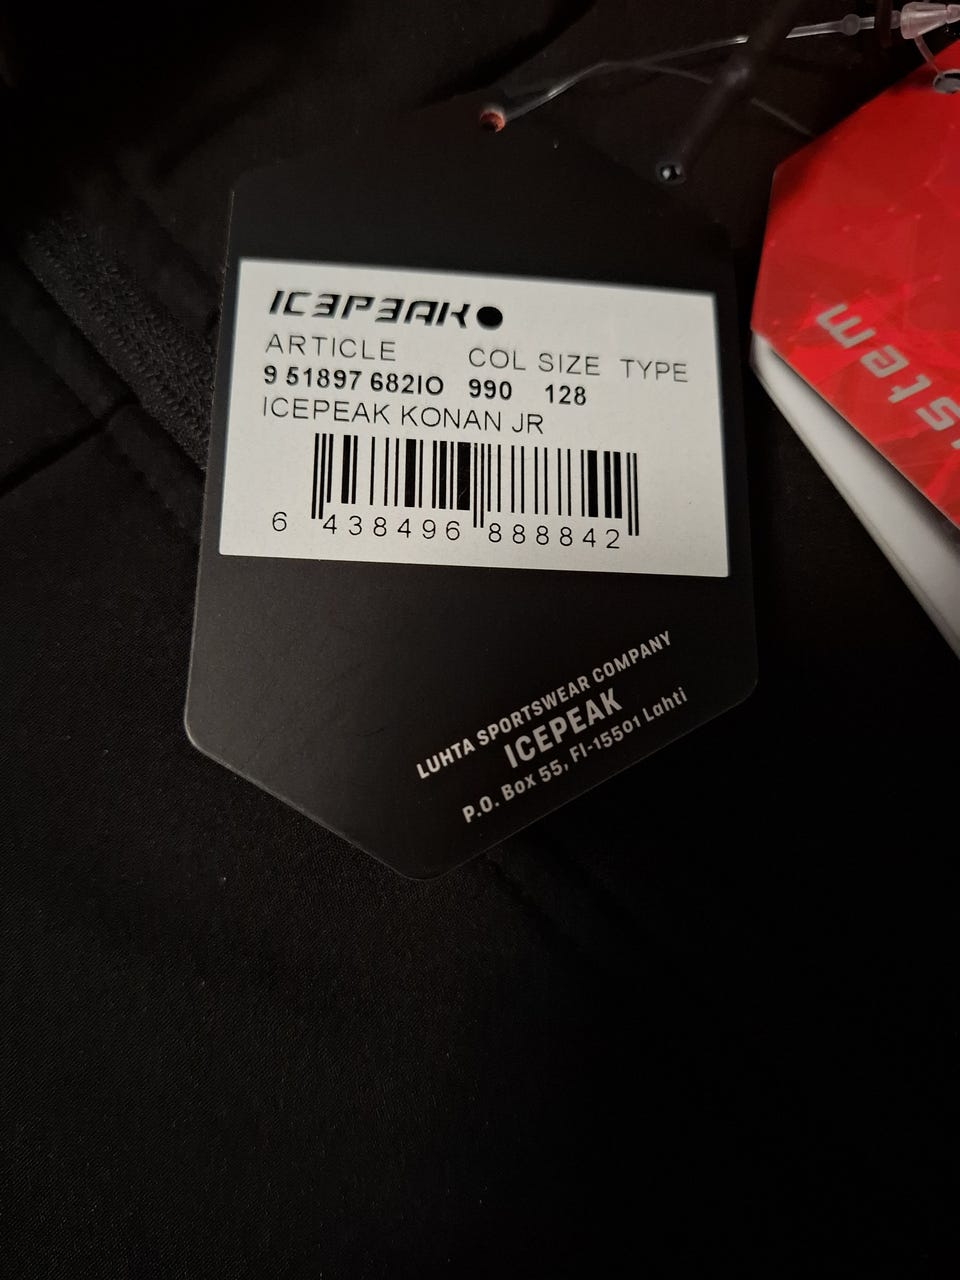 ICEPEAK
ARTICLE COL SIZE TYPE
9 51897 682IO 990 128
ICEPEAK KONAN JR
6 438496 888842
LUHTA SPORTSWEAR COMPANY
ICEPEAK
P.O. Box 55, FI-15501 Lahti